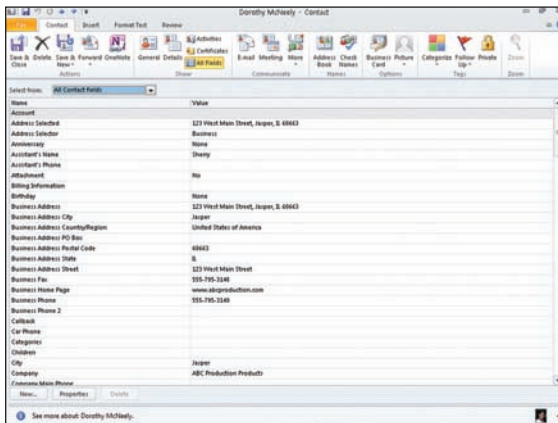 Dorothy McNeely - Contact
File Contact Insert Format Text Review
Save & Close Delete Save & New Forward OneNote General Details Activities Certificates All Fields E-mail Meeting More Address Book Check Names Business Card Picture Categorize Follow Up Private Zoom
Actions Show Communicate Names Options Tags Zoom
Select from: All Contact fields
Name Value
Account
Address Selected 123 West Main Street, Jasper, IL 60663
Address Selector Business
Anniversary None
Assistant's Name Sherry
Assistant's Phone
Attachment No
Billing Information
Birthday None
Business Address 123 West Main Street, Jasper, IL 60663
Business Address City Jasper
Business Address Country/Region United States of America
Business Address PO Box
Business Address Postal Code 60663
Business Address State IL
Business Address Street 123 West Main Street
Business Fax 555-795-3140
Business Home Page www.abcproduction.com
Business Phone 555-795-3149
Business Phone 2
Callback
Car Phone
Categories
Children
City Jasper
Company ABC Production Products
Company Main Phone
New... Properties Delete
See more about: Dorothy McNeely.